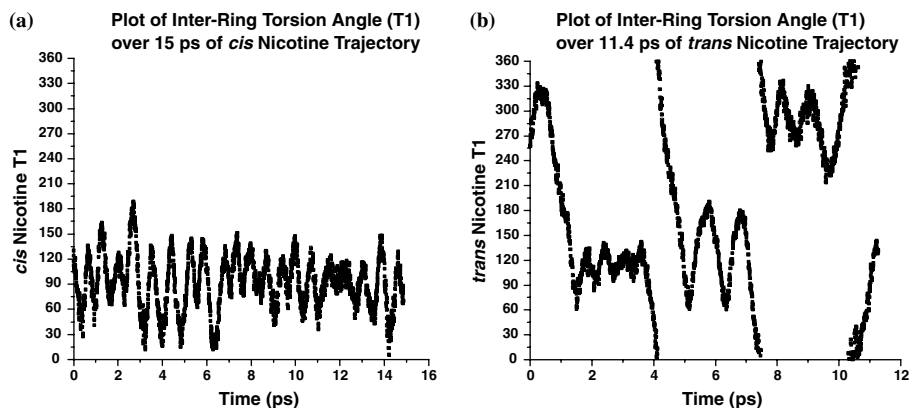 (a)
Plot of Inter-Ring Torsion Angle (T1)
over 15 ps of cis Nicotine Trajectory
cis Nicotine T1
360
330
300
270
240
210
180
150
120
90
60
30
0
0 2 4 6 8 10 12 14 16
Time (ps)
(b)
Plot of Inter-Ring Torsion Angle (T1)
over 11.4 ps of trans Nicotine Trajectory
trans Nicotine T1
360
330
300
270
240
210
180
150
120
90
60
30
0
0 2 4 6 8 10 12
Time (ps)